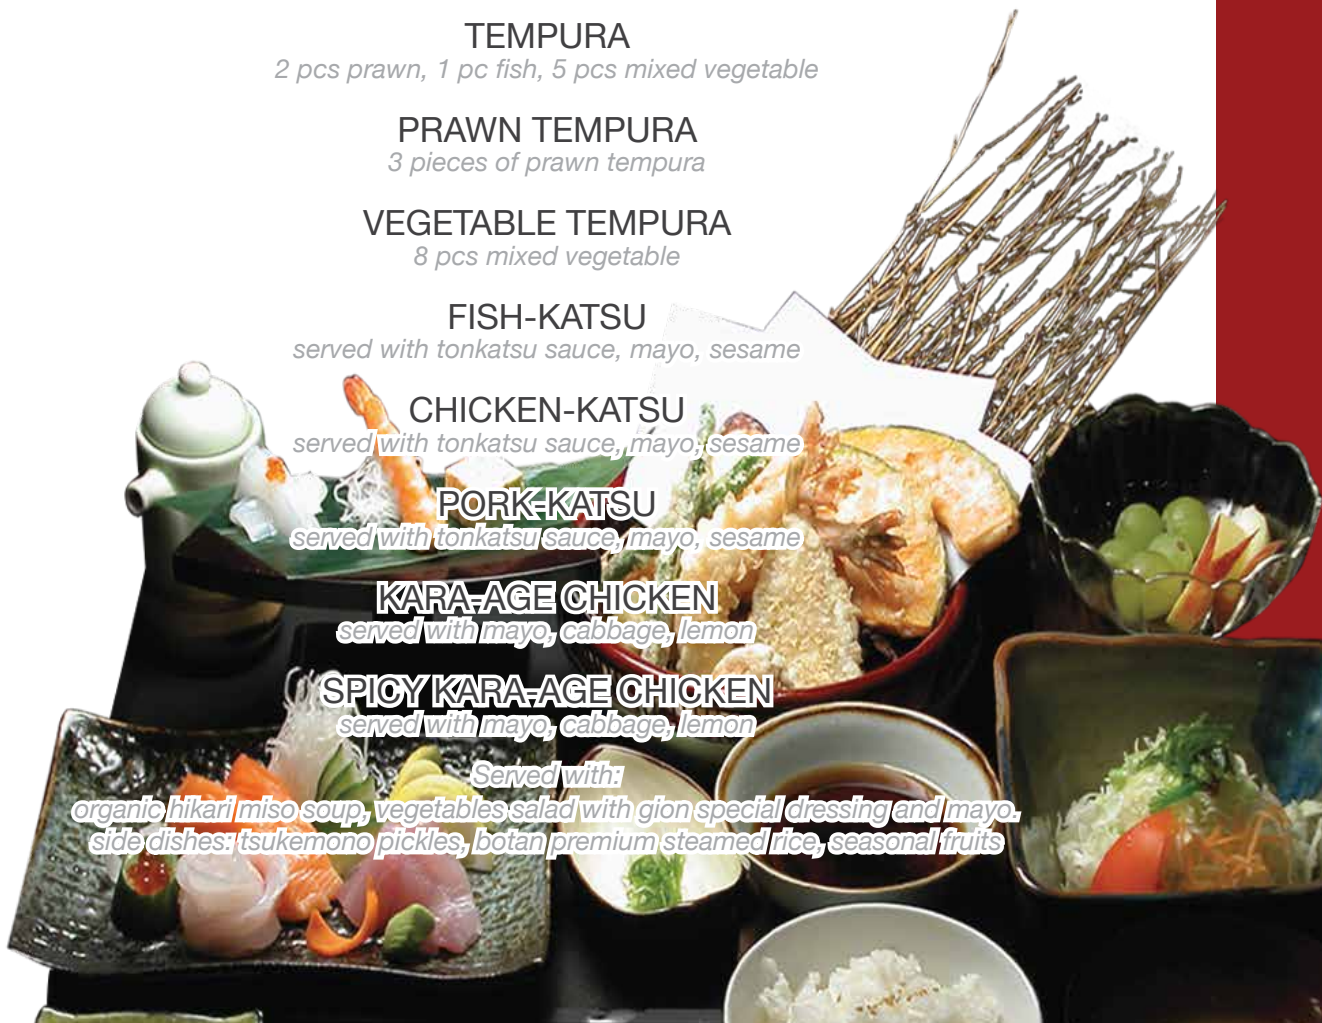 TEMPURA
2 pcs prawn, 1 pc fish, 5 pcs mixed vegetable
PRAWN TEMPURA
3 pieces of prawn tempura
VEGETABLE TEMPURA
8 pcs mixed vegetable
FISH-KATSU
served with tonkatsu sauce, mayo, sesame
CHICKEN-KATSU
served with tonkatsu sauce, mayo, sesame
PORK-KATSU
served with tonkatsu sauce, mayo, sesame
KARA-AGE CHICKEN
served with mayo, cabbage, lemon
SPICY KARA-AGE CHICKEN
served with mayo, cabbage, lemon
Served with:
organic hikari miso soup, vegetables salad with gion special dressing and mayo.
side dishes: tsukemono pickles, botan premium steamed rice, seasonal fruits